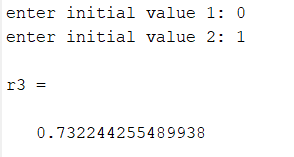 enter initial value 1: 0
enter initial value 2: 1
r3 =
0.732244255489938